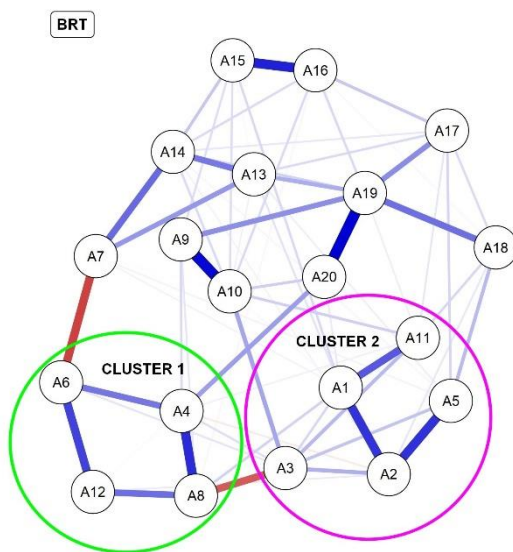 BRT
A15
A16
A17
A14
A13
A19
A9
A18
A7
A20
A10
CLUSTER 2
A11
CLUSTER 1
A6
A1
A5
A4
A3
A2
A12
A8